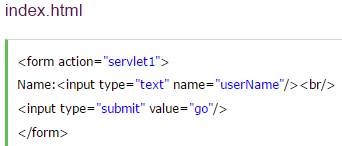 index.html
<form action="servlet1">
Name:<input type="text" name="userName"/><br/>
<input type="submit" value="go"/>
</form>